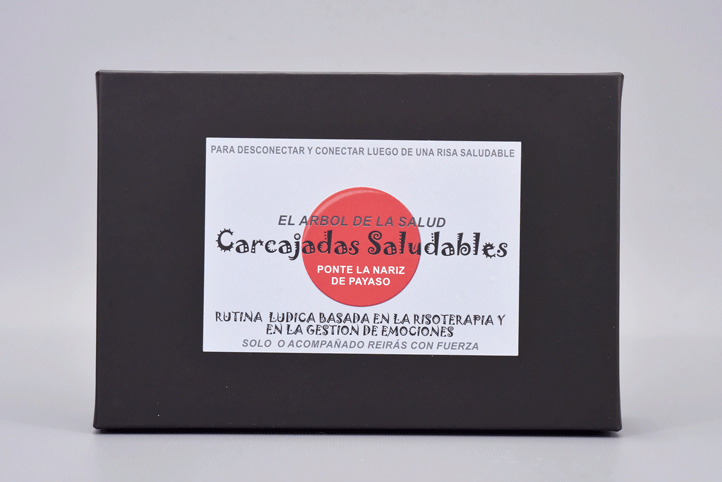 PARA DESCONECTAR Y CONECTAR LUEGO DE UNA RISA SALUDABLE
EL ARBOL DE LA SALUD
Carcajadas Saludables
PONTE LA NARIZ
DE PAYASO
RUTINA LUDICA BASADA EN LA RISOTERAPIA Y
EN LA GESTION DE EMOCIONES
SOLO O ACOMPAÑADO REIRÁS CON FUERZA